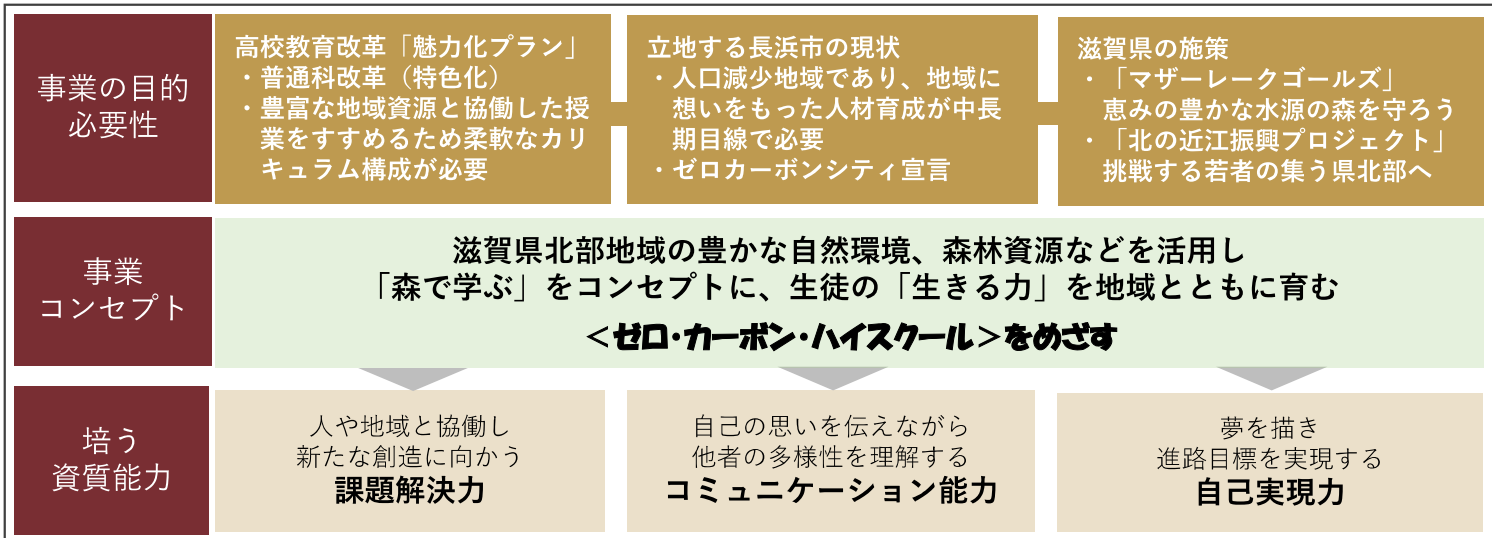 事業の目的
必要性
高校教育改革「魅力化プラン」
・普通科改革（特色化）
・豊富な地域資源と協働した授
業をすすめるため柔軟なカリ
キュラム構成が必要
立地する長浜市の現状
・人口減少地域であり、地域に
想いをもった人材育成が中長
期目線で必要
・ゼロカーボンシティ宣言
滋賀県の施策
・「マザーレークゴールズ」
恵みの豊かな水源の森を守ろう
・「北の近江振興プロジェクト」
挑戦する若者の集う県北部へ
事業
コンセプト
滋賀県北部地域の豊かな自然環境、森林資源などを活用し
「森で学ぶ」をコンセプトに、生徒の「生きる力」を地域とともに育む
＜ゼロ・カーボン・ハイスクール＞をめざす
培う
資質能力
人や地域と協働し
新たな創造に向かう
課題解決力
自己の思いを伝えながら
他者の多様性を理解する
コミュニケーション能力
夢を描き
進路目標を実現する
自己実現力